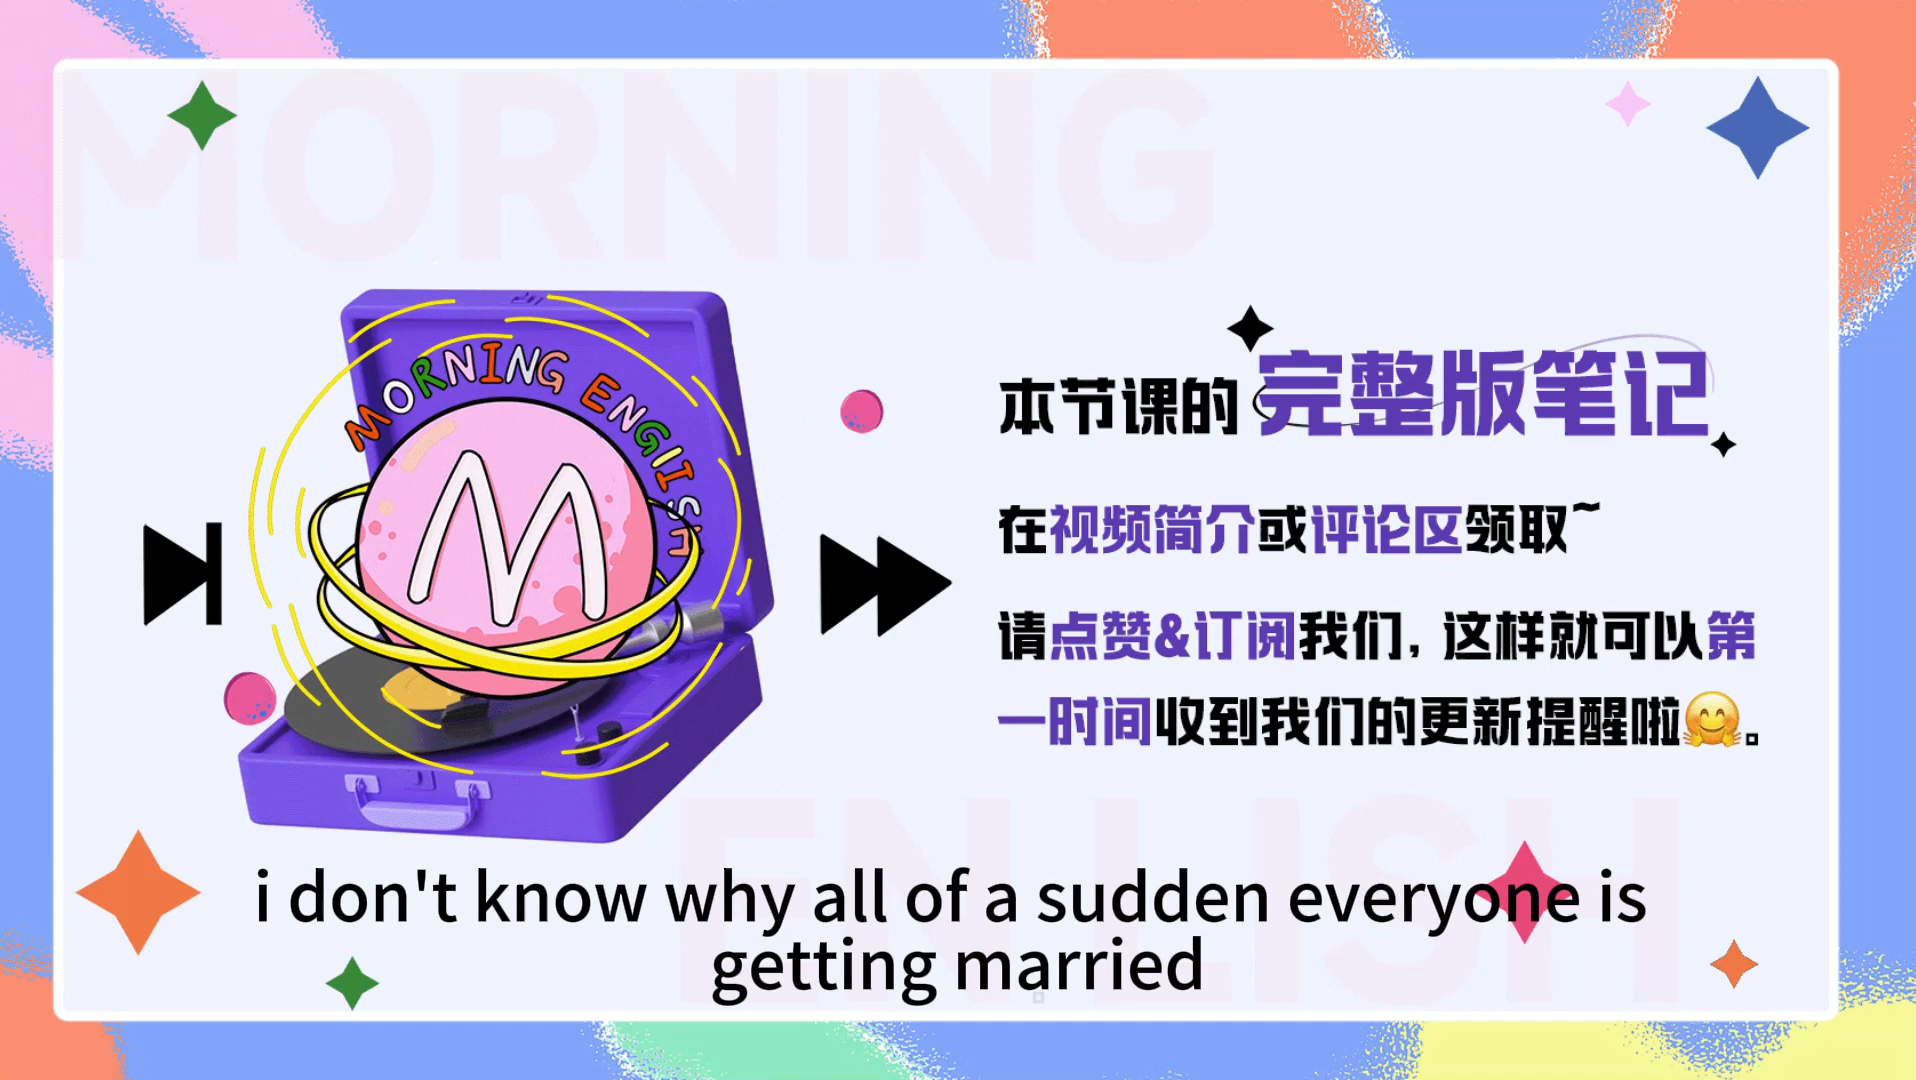 MORNING
MORNING ENGLISH
M
本节课的 完整版笔记
在视频简介或评论区领取~
请点赞&订阅我们，这样就可以第
一时间收到我们的更新提醒啦🤗。
EN LISH
i don't know why all of a sudden everyone is
getting married